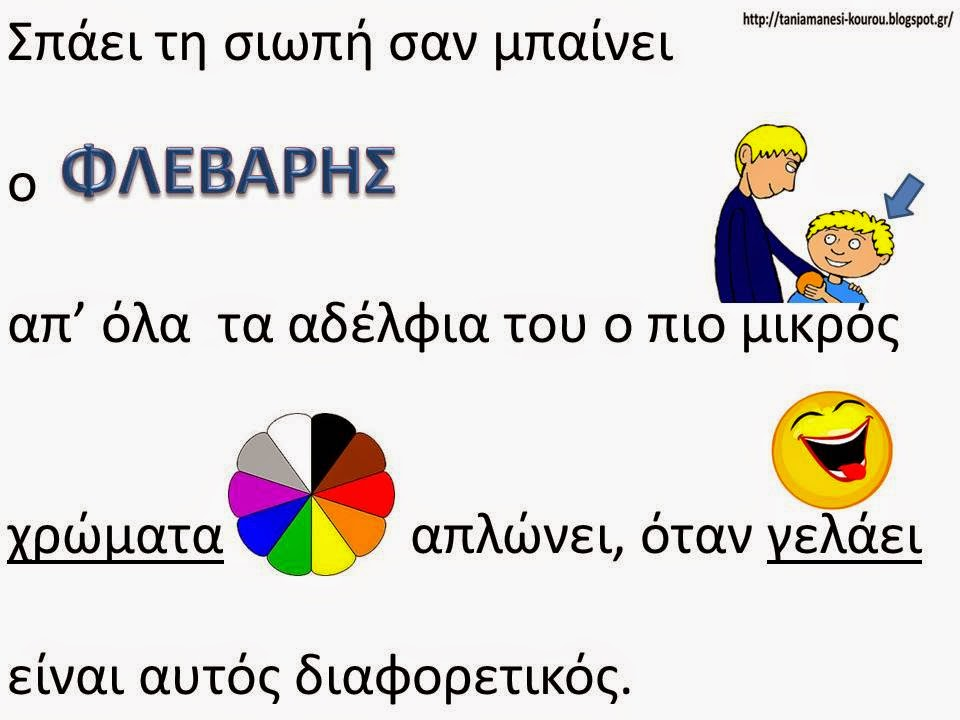 http://taniamanesi-kourou.blogspot.gr/
Σπάει τη σιωπή σαν μπαίνει
ο ΦΛΕΒΑΡΗΣ
απ’ όλα τα αδέλφια του ο πιο μικρός
χρώματα απλώνει, όταν γελάει
είναι αυτός διαφορετικός.